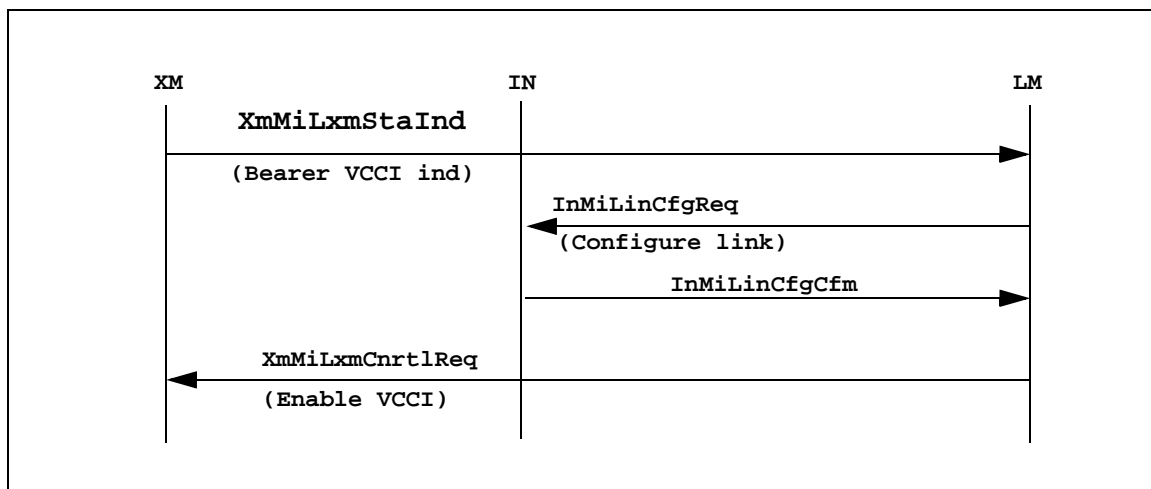 XM IN LM
XmMiLxmStaInd
(Bearer VCCI ind)
InMiLinCfgReq
(Configure link)
InMiLinCfgCfm
XmMiLxmCnrtlReq
(Enable VCCI)